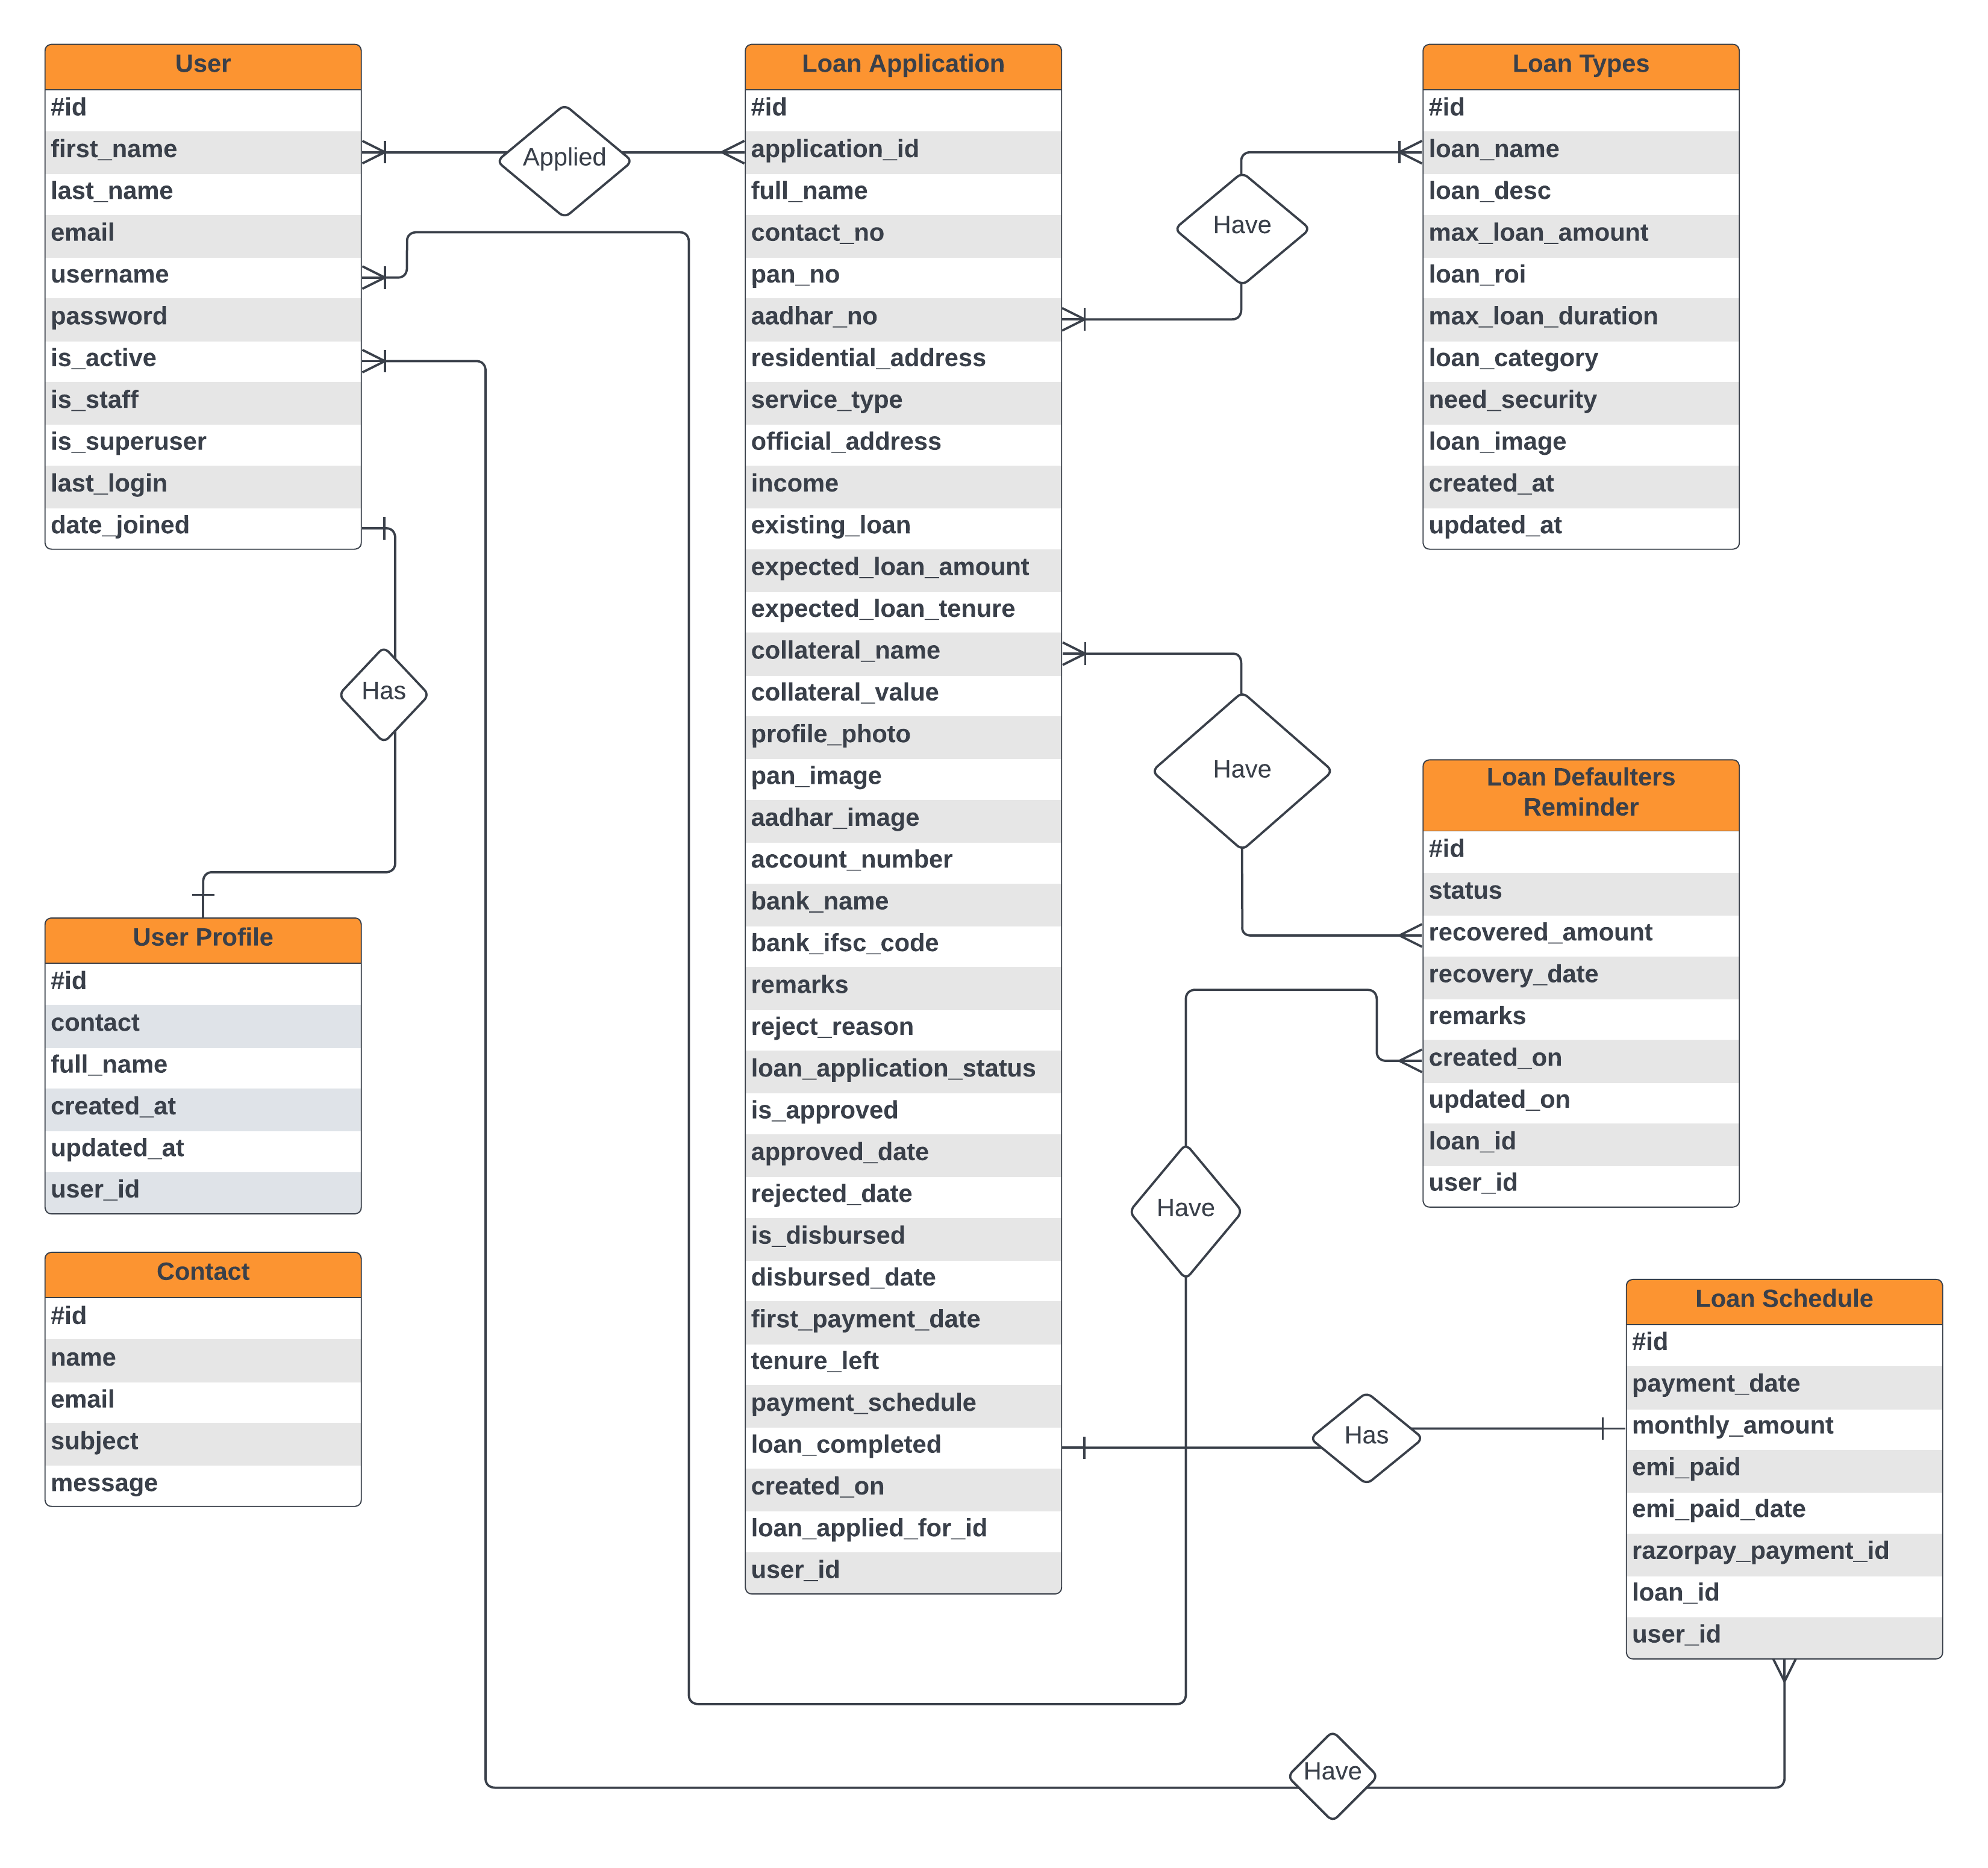 User
#id
first_name
last_name
email
username
password
is_active
is_staff
is_superuser
last_login
date_joined
Applied
Has
User Profile
#id
contact
full_name
created_at
updated_at
user_id
Contact
#id
name
email
subject
message
Loan Application
#id
application_id
full_name
contact_no
pan_no
aadhar_no
residential_address
service_type
official_address
income
existing_loan
expected_loan_amount
expected_loan_tenure
collateral_name
collateral_value
profile_photo
pan_image
aadhar_image
account_number
bank_name
bank_ifsc_code
remarks
reject_reason
loan_application_status
is_approved
approved_date
rejected_date
is_disbursed
disbursed_date
first_payment_date
tenure_left
payment_schedule
loan_completed
created_on
loan_applied_for_id
user_id
Have
Have
Have
Has
Have
Loan Types
#id
loan_name
loan_desc
max_loan_amount
loan_roi
max_loan_duration
loan_category
need_security
loan_image
created_at
updated_at
Loan Defaulters
Reminder
#id
status
recovered_amount
recovery_date
remarks
created_on
updated_on
loan_id
user_id
Loan Schedule
#id
payment_date
monthly_amount
emi_paid
emi_paid_date
razorpay_payment_id
loan_id
user_id